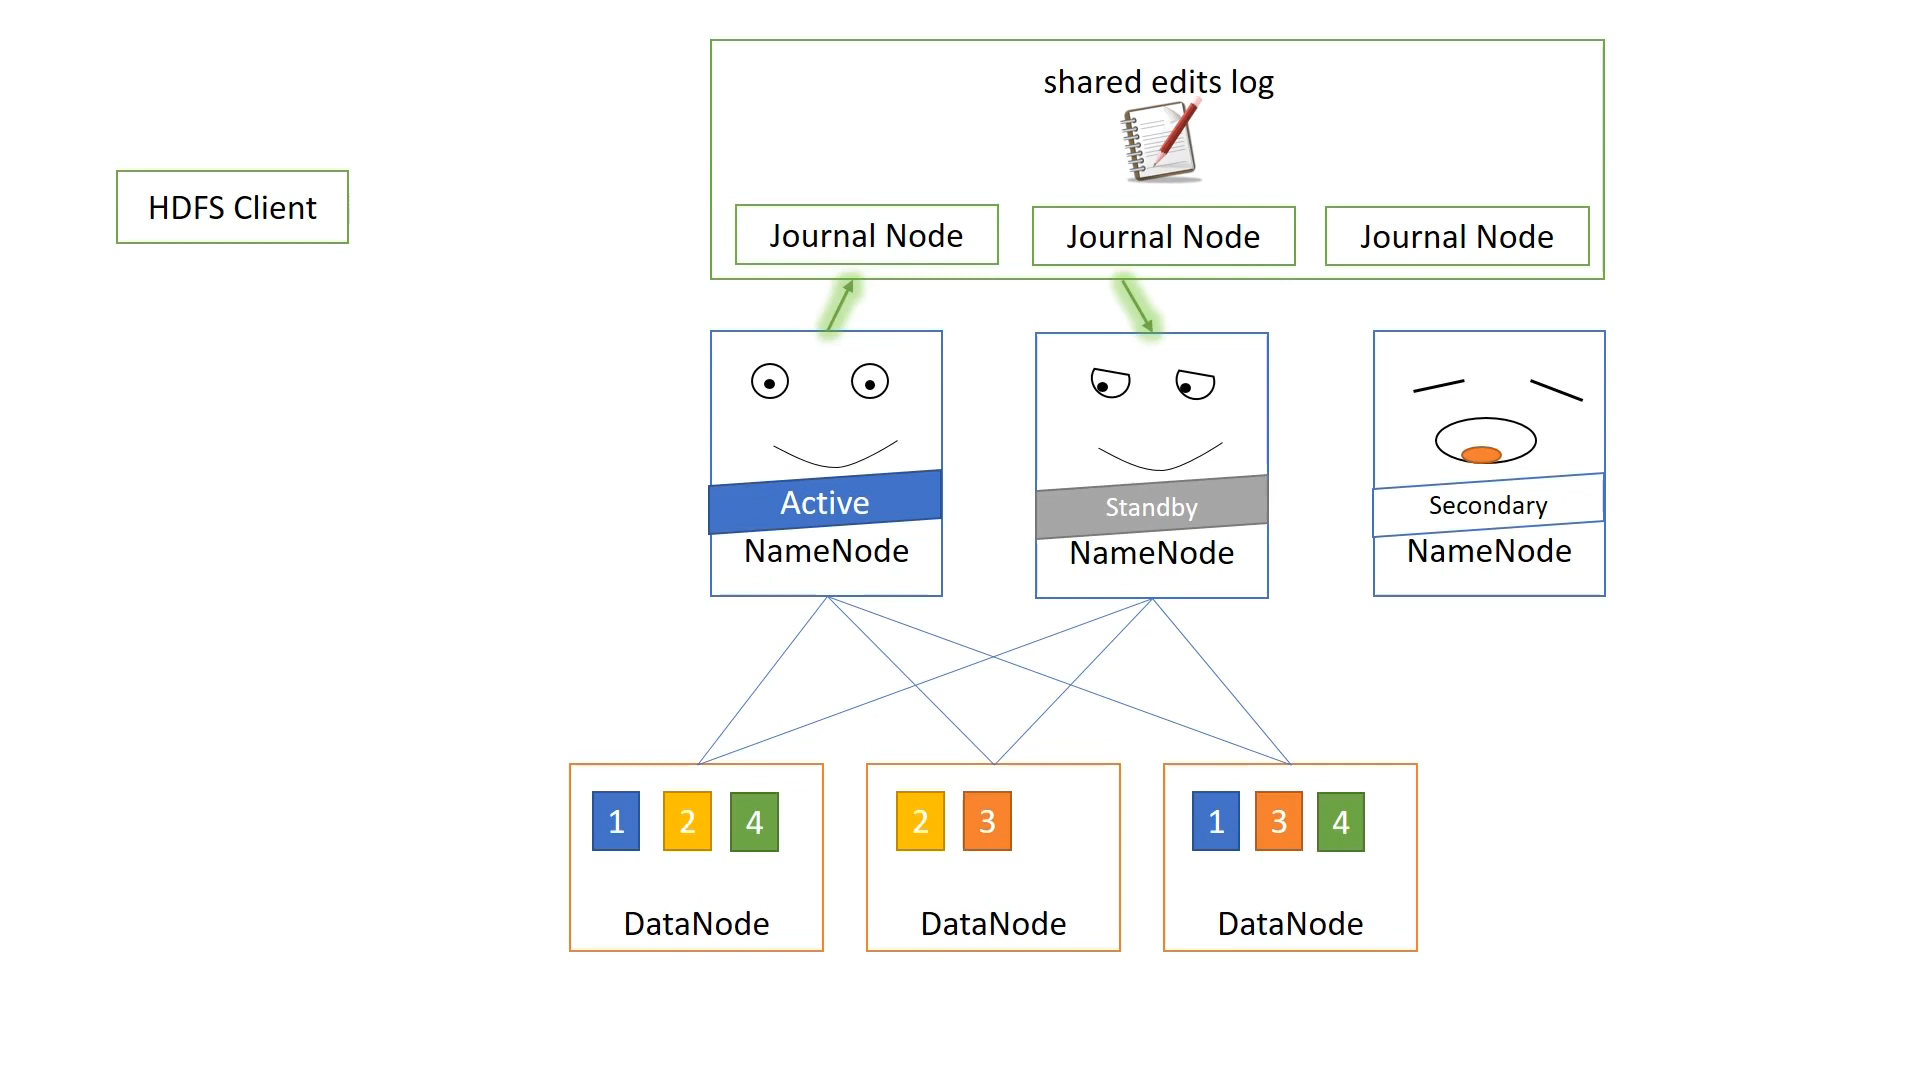 shared edits log
HDFS Client
Journal Node
Journal Node
Journal Node
Active
NameNode
Standby
NameNode
Secondary
NameNode
1 2 4
DataNode
2 3
DataNode
1 3 4
DataNode